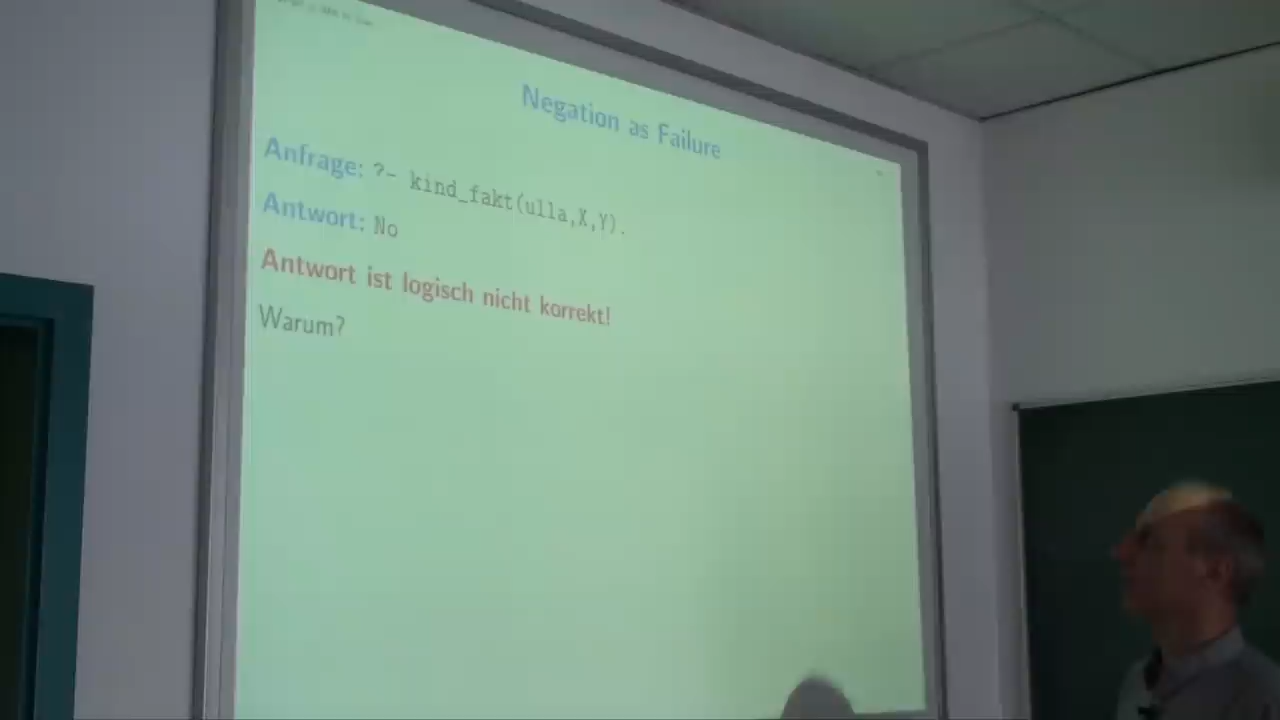 Negation as Failure
Anfrage: ?- kind_fakt(ulla,X,Y).
Antwort: No
Antwort ist logisch nicht korrekt!
Warum?